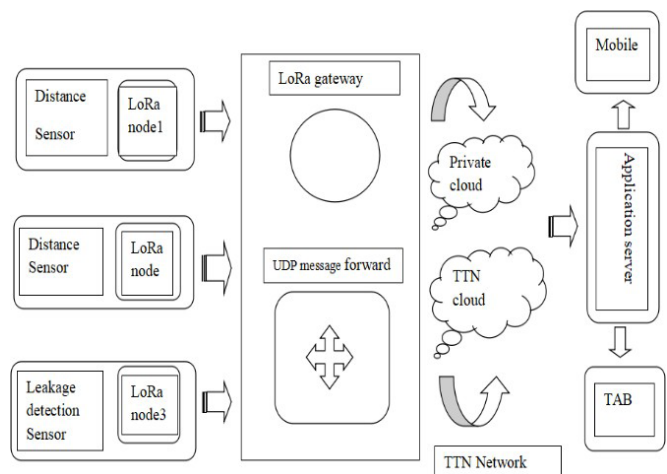 Distance
Sensor
LoRa
node1
Distance
Sensor
LoRa
node
Leakage
detection
Sensor
LoRa
node3
LoRa gateway
UDP message forward
Private
cloud
TTN
cloud
TTN Network
Application server
Mobile
TAB